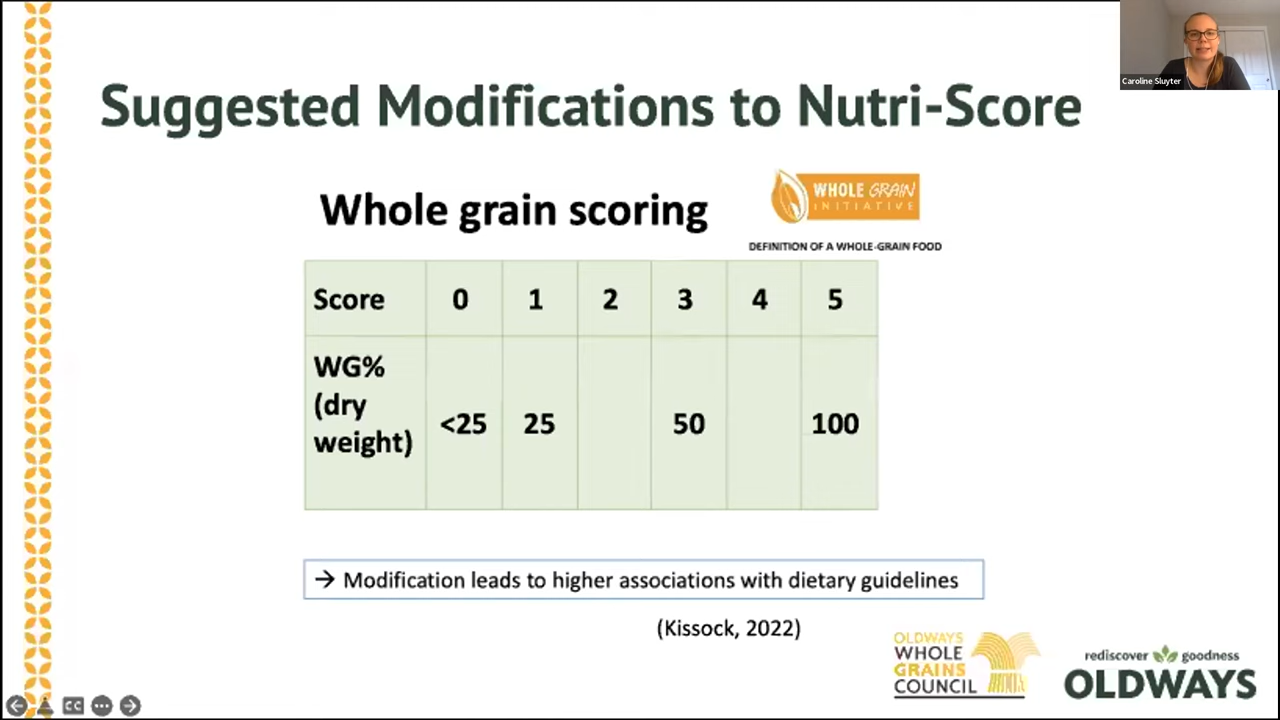 Caroline Sluyter
Suggested Modifications to Nutri-Score
Whole grain scoring
WHOLE GRAIN
INITIATIVE
DEFINITION OF A WHOLE-GRAIN FOOD
Score 0 1 2 3 4 5
WG%
(dry
weight)
<25 25 50 100
→ Modification leads to higher associations with dietary guidelines
(Kissock, 2022)
OLDWAYS
WHOLE
GRAINS
COUNCIL
rediscover goodness
OLDWAYS
CC